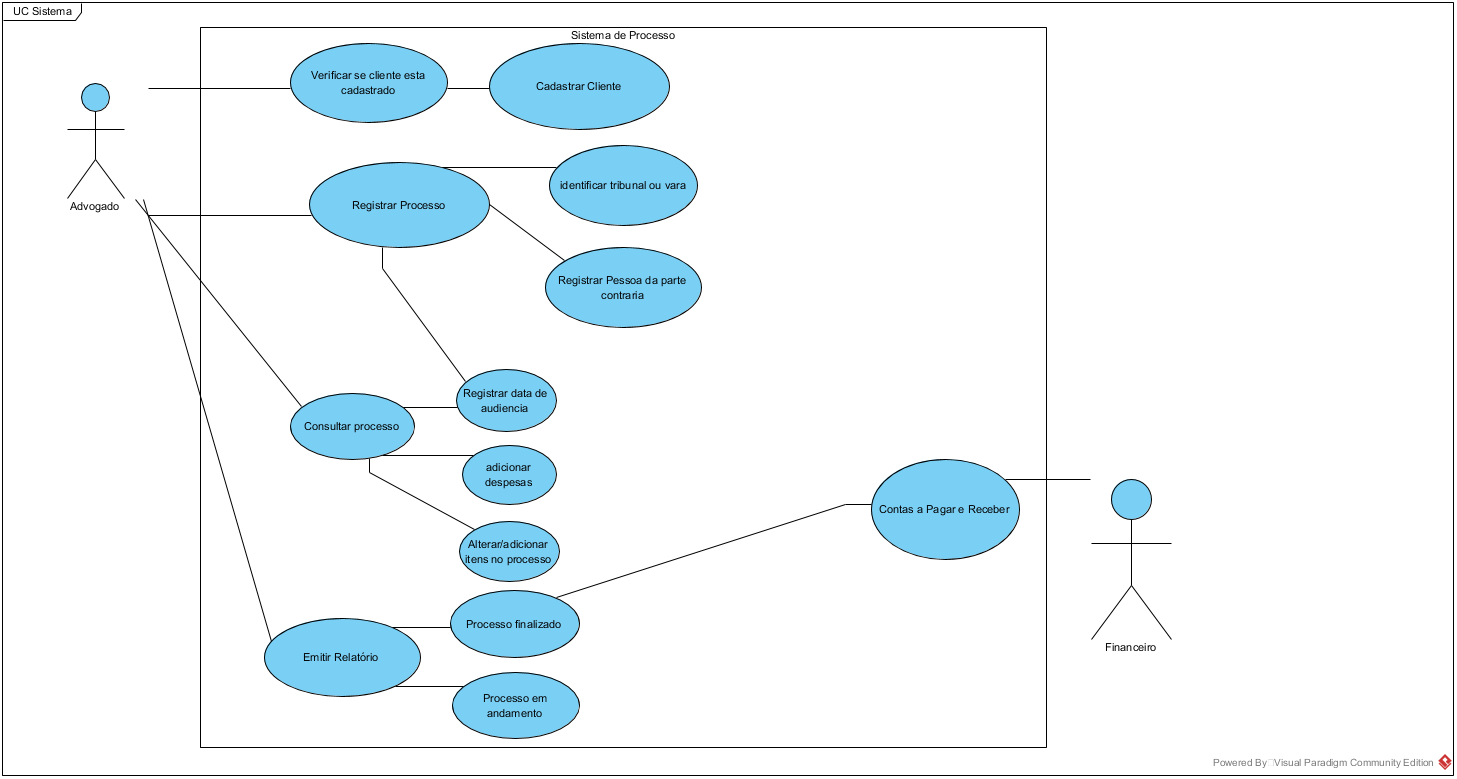 UC Sistema
Sistema de Processo
Verificar se cliente esta
cadastrado
Cadastrar Cliente
Advogado
Registrar Processo
identificar tribunal ou vara
Registrar Pessoa da parte
contraria
Registrar data de
audiencia
Consultar processo
adicionar
despesas
Alterar/adicionar
itens no processo
Contas a Pagar e Receber
Processo finalizado
Emitir Relatório
Processo em
andamento
Financeiro
Powered By Visual Paradigm Community Edition